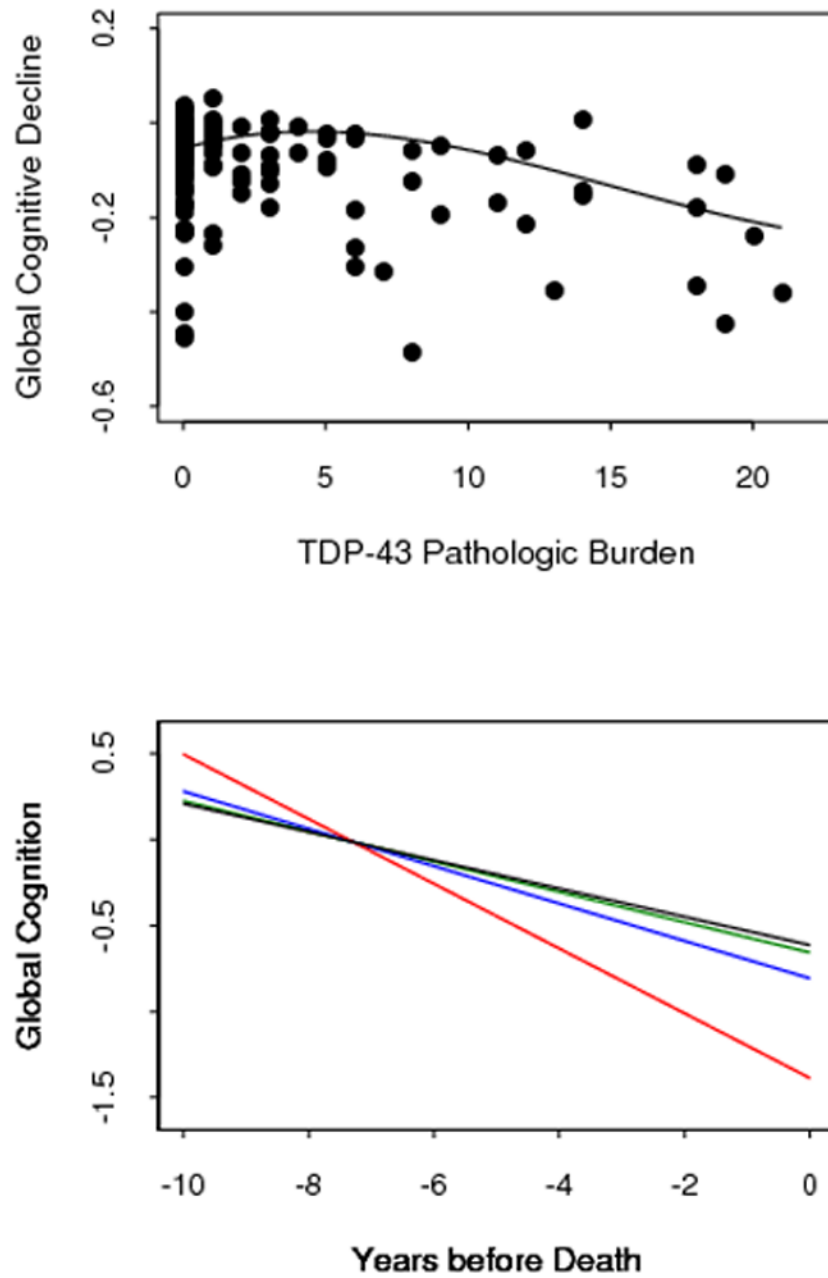 Global Cognitive Decline
0.2
-0.2
-0.6
0 5 10 15 20
TDP-43 Pathologic Burden
Global Cognition
0.5
-0.5
-1.5
-10 -8 -6 -4 -2 0
Years before Death